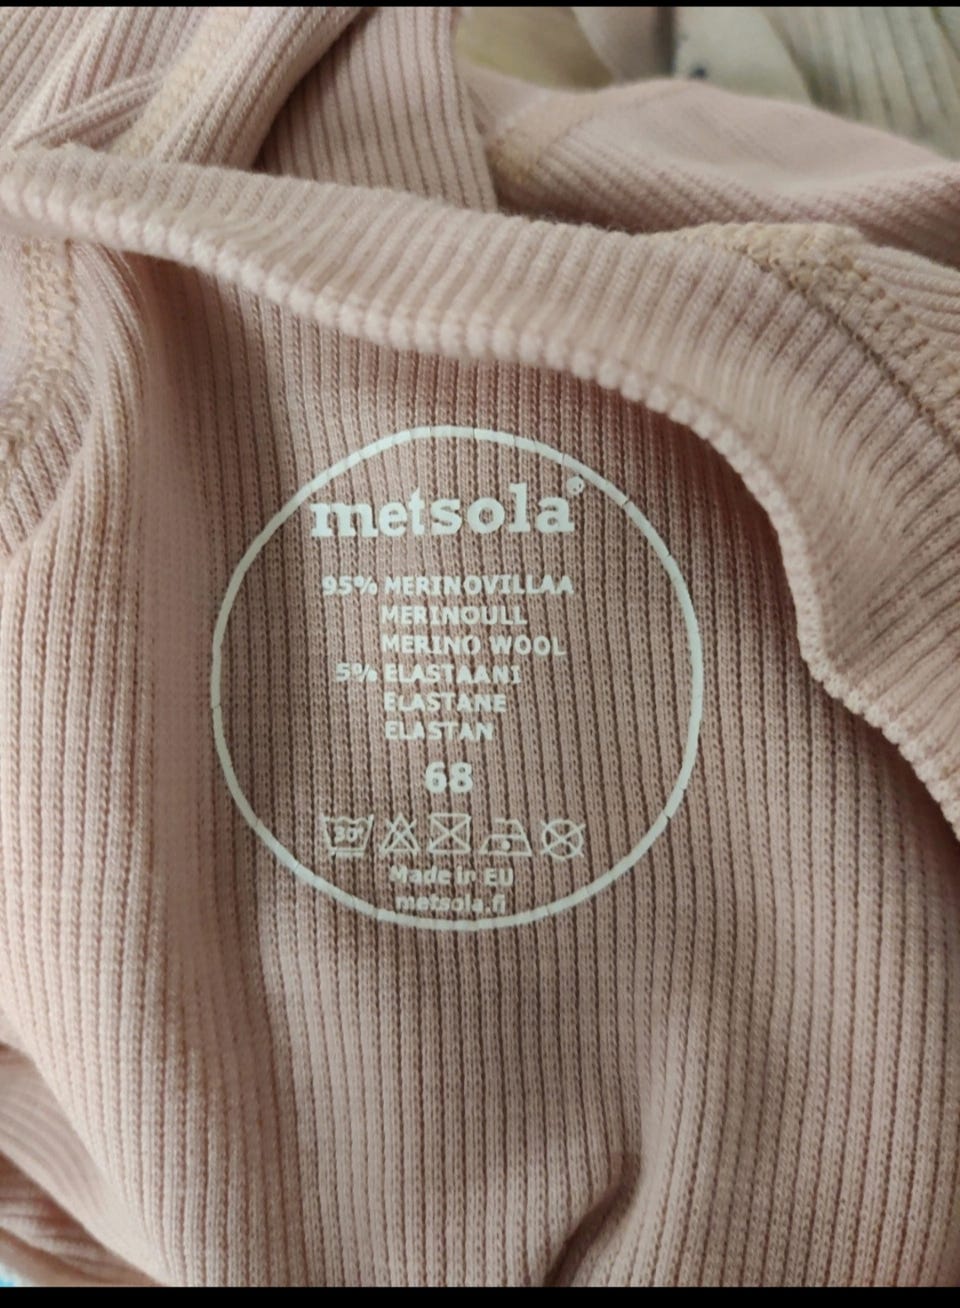 metsola
95% MERINOVILLAA
MERINOULL
MERINO WOOL
5% ELASTAANI
ELASTANE
ELASTAN
68
30°
Made in EU
metsola.fi